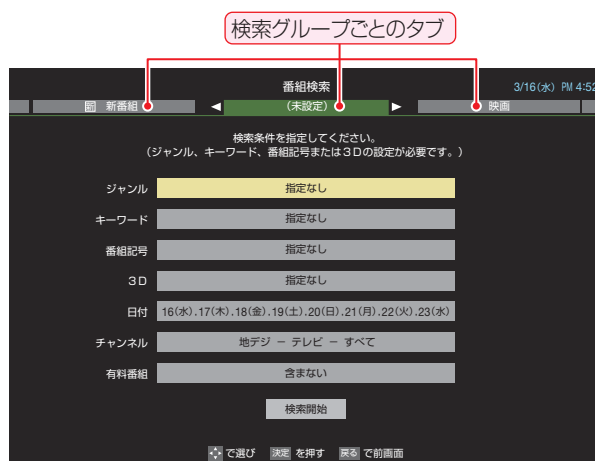 検索グループごとのタブ
番組検索 3/16(水) PM 4:52
新番組 ◀ (未設定) ▶ 映画
検索条件を指定してください。
(ジャンル、キーワード、番組記号または3Dの設定が必要です。)
ジャンル 指定なし
キーワード 指定なし
番組記号 指定なし
3D 指定なし
日付 16(水).17(木).18(金).19(土).20(日).21(月).22(火).23(水)
チャンネル 地デジ − テレビ − すべて
有料番組 含まない
検索開始
で選び 決定 を押す 戻る で前画面